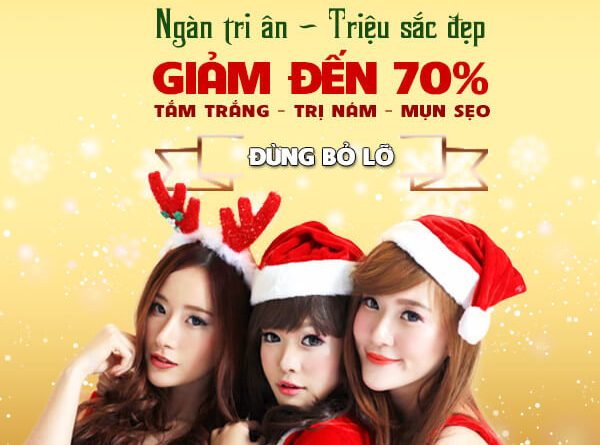 Ngàn tri ân - Triệu sắc đẹp
GIẢM ĐẾN 70%
TẮM TRẮNG - TRỊ NÁM - MỤN SẸO
ĐỪNG BỎ LỠ